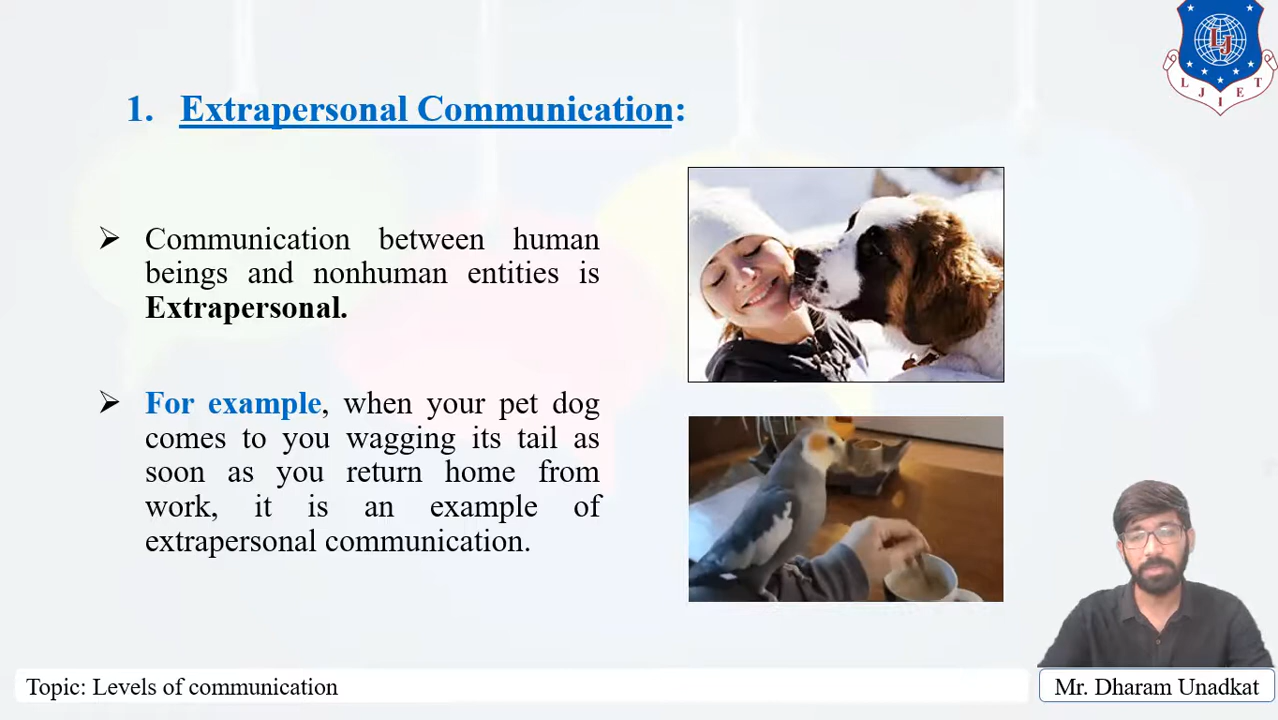 LJ
LJIET
1. Extrapersonal Communication:
➢ Communication between human
beings and nonhuman entities is
Extrapersonal.
➢ For example, when your pet dog
comes to you wagging its tail as
soon as you return home from
work, it is an example of
extrapersonal communication.
Topic: Levels of communication
Mr. Dharam Unadkat